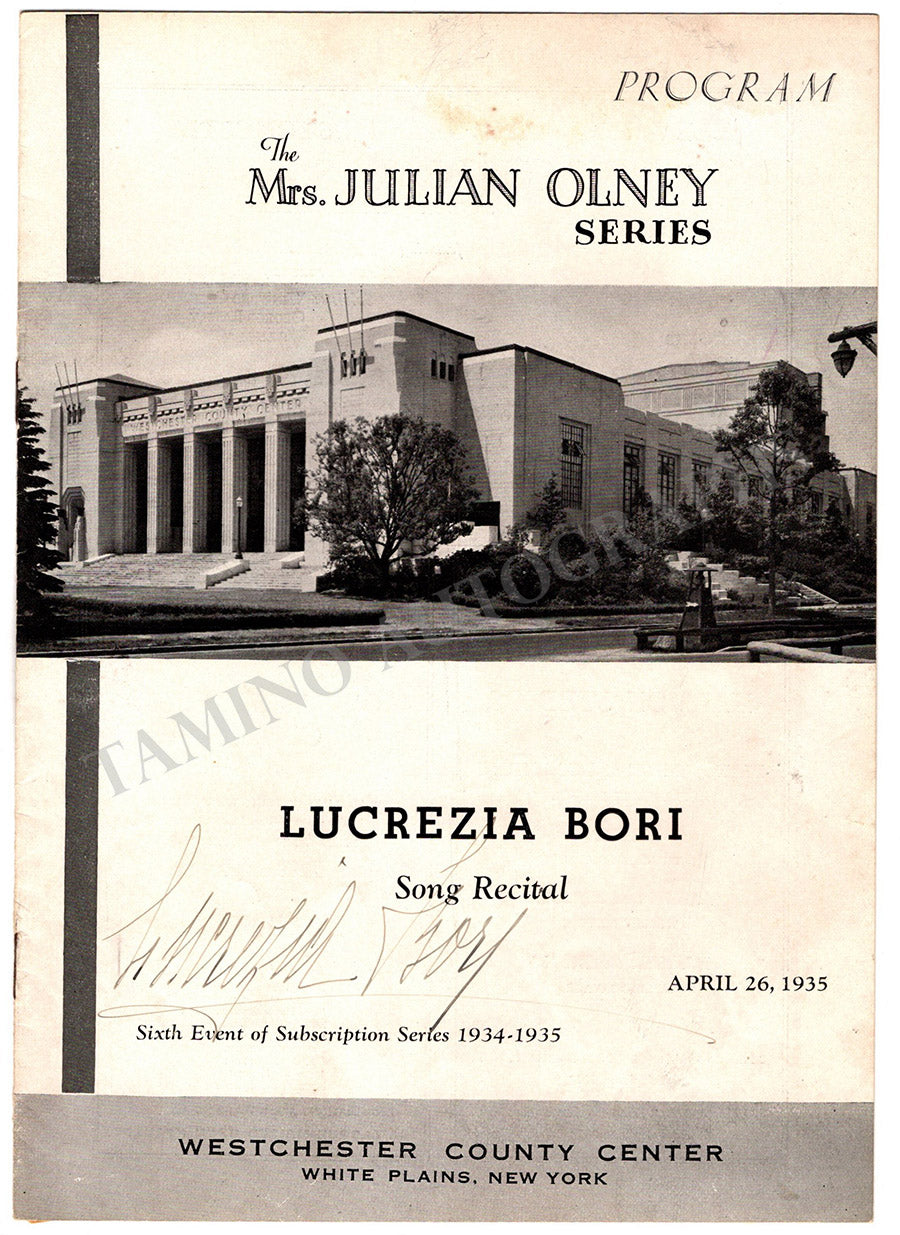 PROGRAM
The
Mrs. JULIAN OLNEY
SERIES
WESTCHESTER COUNTY CENTER
TAMINO AUTOGRAPHS
LUCREZIA BORI
Song Recital
Lucrezia Bori
APRIL 26, 1935
Sixth Event of Subscription Series 1934-1935
WESTCHESTER COUNTY CENTER
WHITE PLAINS, NEW YORK